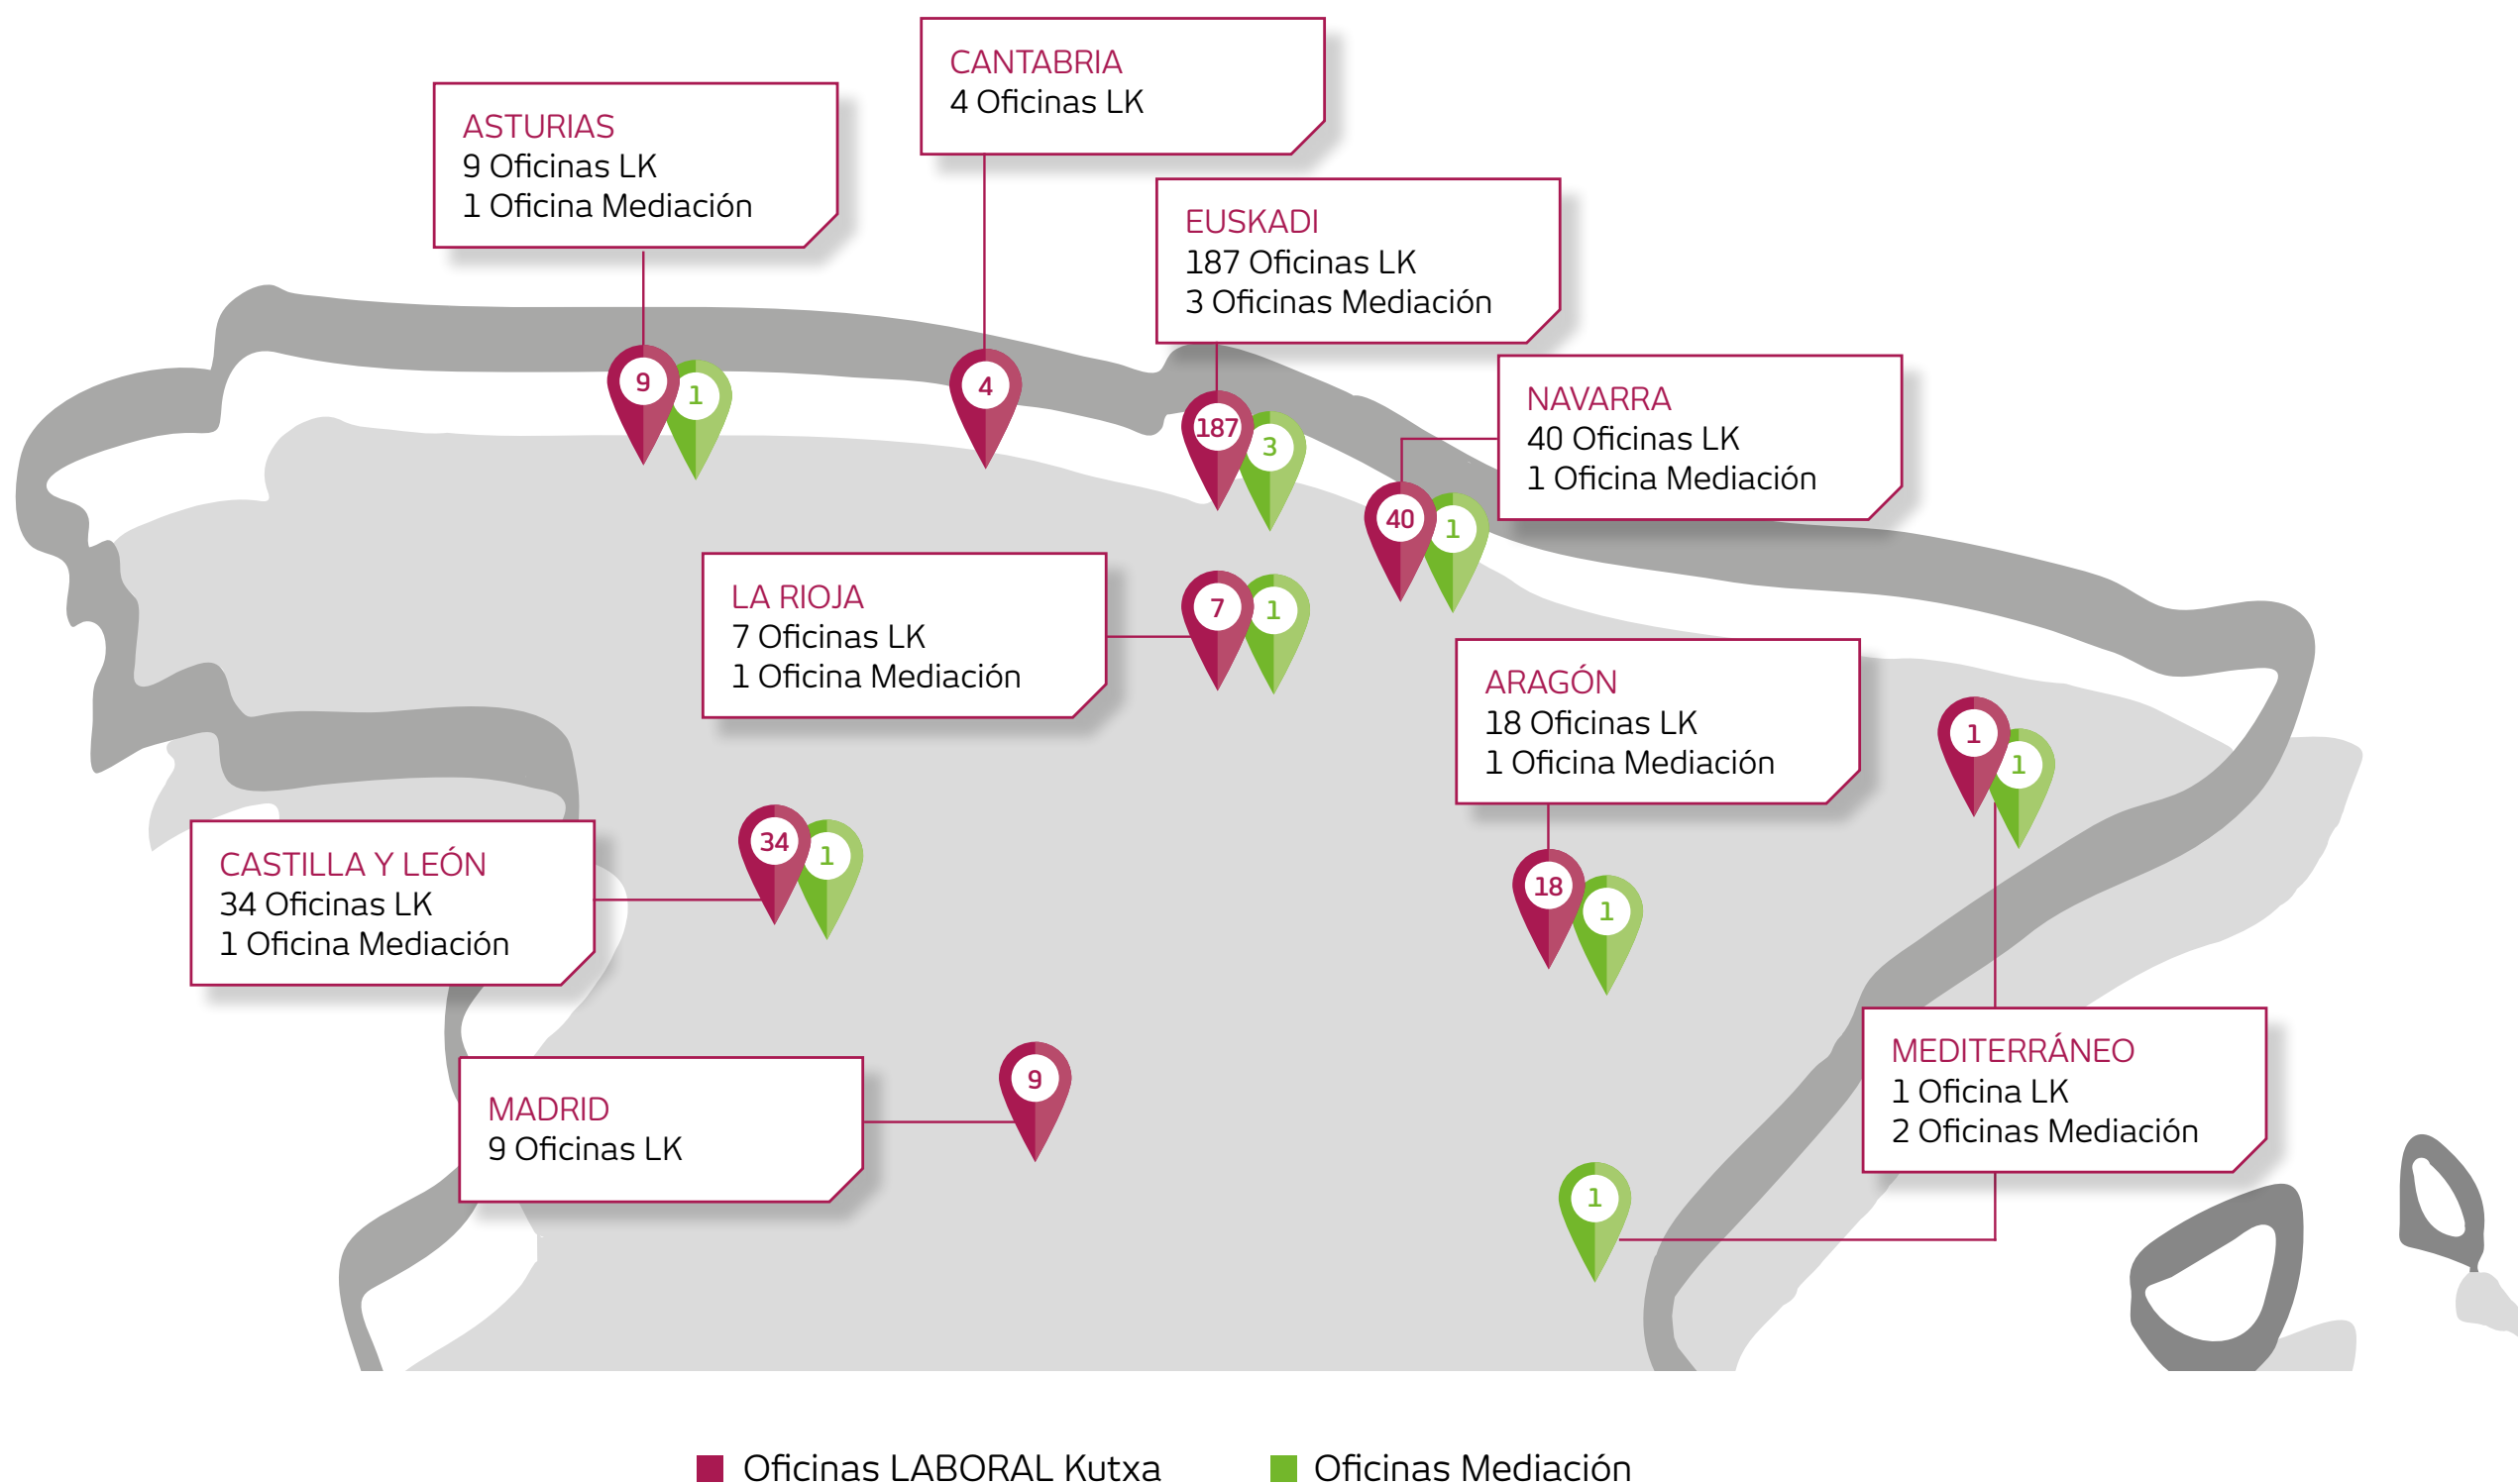 CANTABRIA
4 Oficinas LK
ASTURIAS
9 Oficinas LK
1 Oficina Mediación
EUSKADI
187 Oficinas LK
3 Oficinas Mediación
9
1
4
187
3
NAVARRA
40 Oficinas LK
1 Oficina Mediación
40
1
LA RIOJA
7 Oficinas LK
1 Oficina Mediación
7
1
ARAGÓN
18 Oficinas LK
1 Oficina Mediación
1
1
CASTILLA Y LEÓN
34 Oficinas LK
1 Oficina Mediación
34
1
18
1
MADRID
9 Oficinas LK
9
MEDITERRÁNEO
1 Oficina LK
2 Oficinas Mediación
1
Oficinas LABORAL Kutxa
Oficinas Mediación